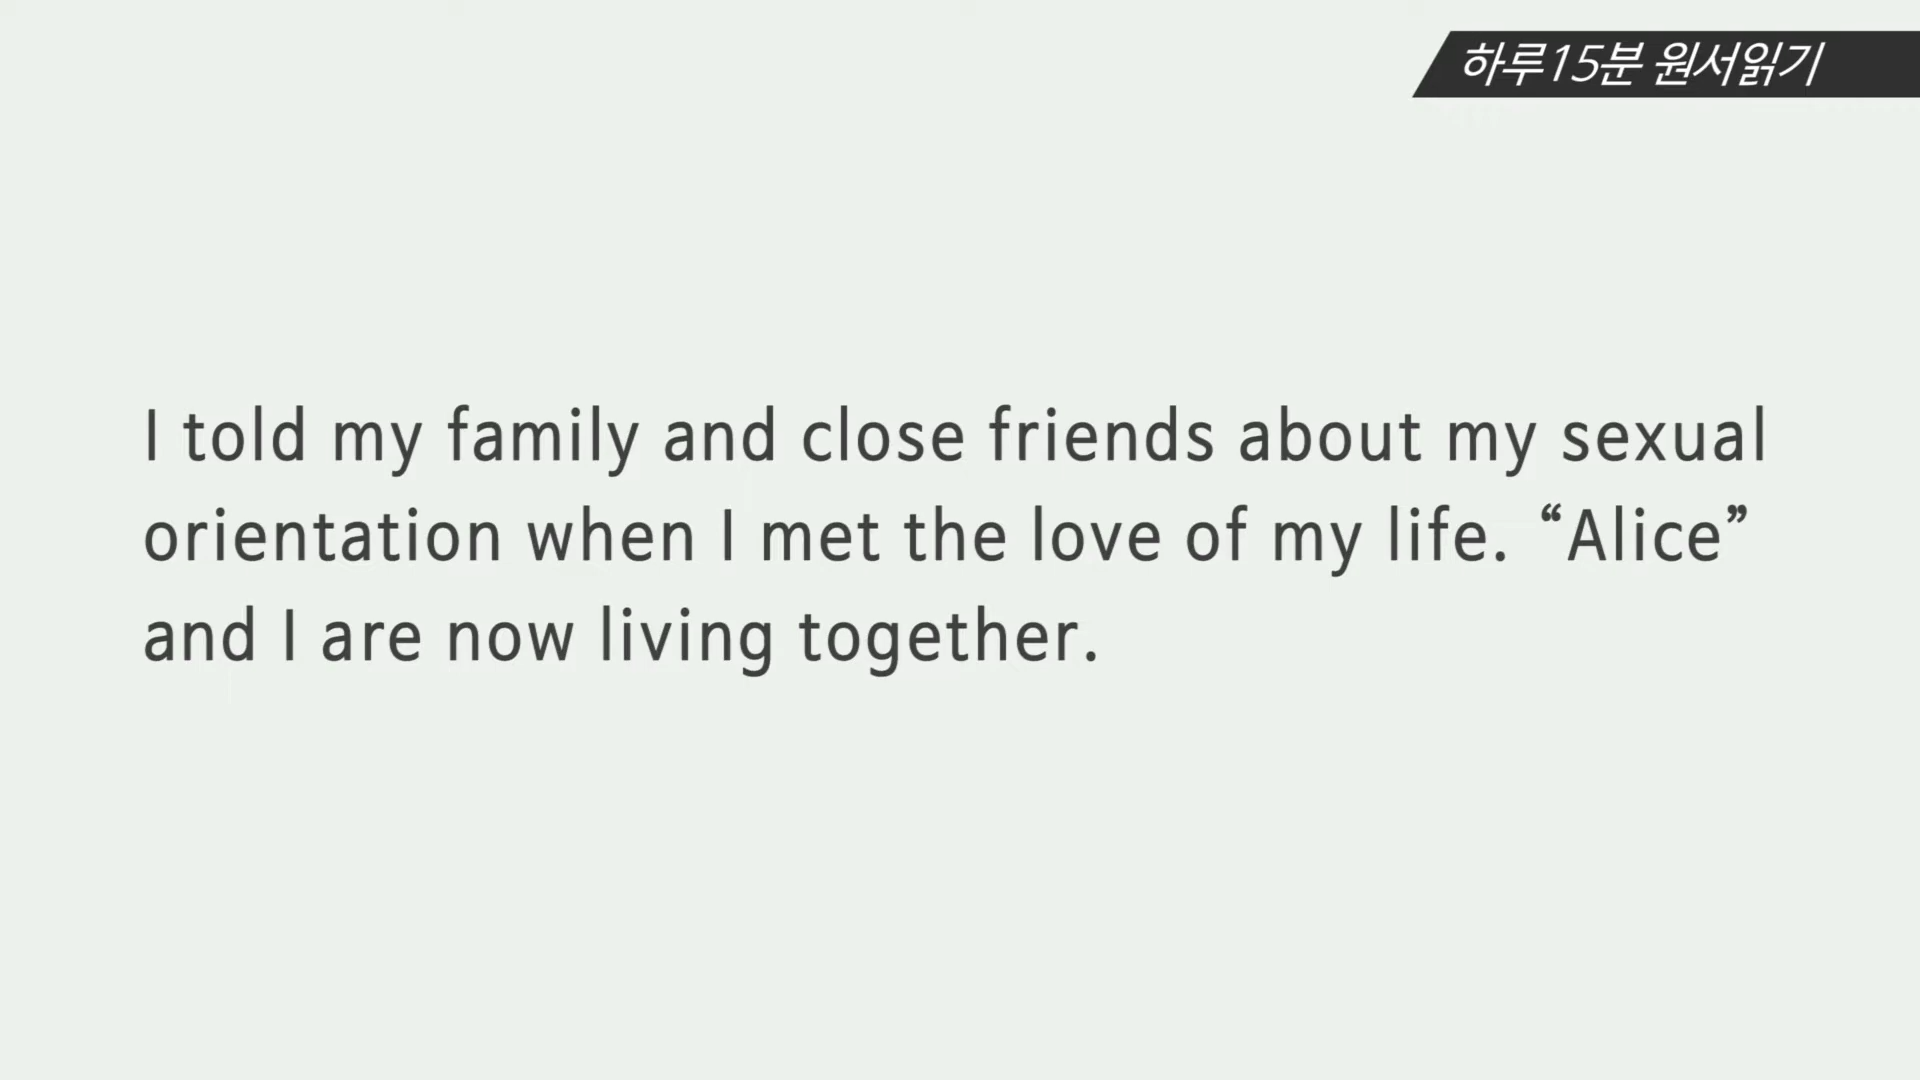 하루15분 원서읽기
I told my family and close friends about my sexual
orientation when I met the love of my life. “Alice”
and I are now living together.